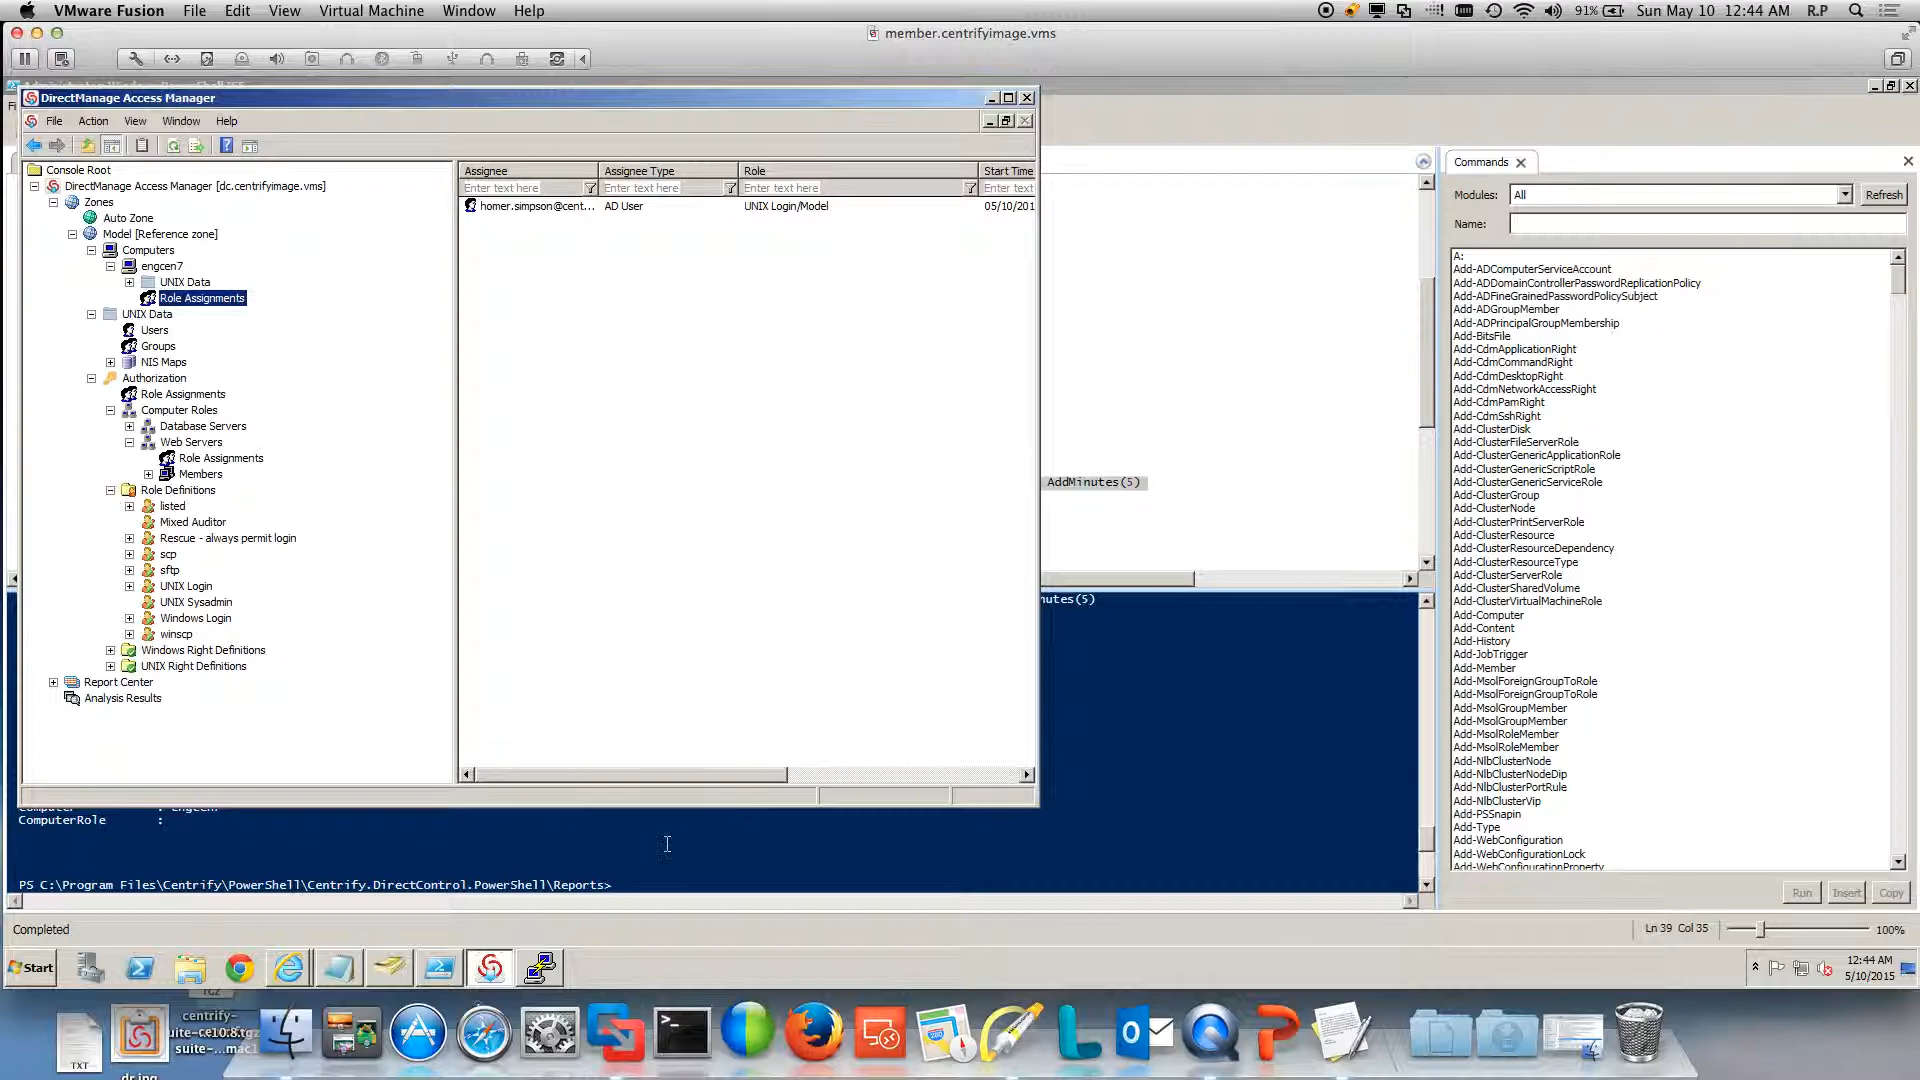 VMware Fusion File Edit View Virtual Machine Window Help 91% Sun May 10 12:44 AM R.P
member.centrifyimage.vms
DirectManage Access Manager
File Action View Window Help
Console Root
DirectManage Access Manager [dc.centrifyimage.vms]
Zones
Auto Zone
Model [Reference zone]
Computers
engcen7
UNIX Data
Role Assignments
UNIX Data
Users
Groups
NIS Maps
Authorization
Role Assignments
Computer Roles
Database Servers
Web Servers
Role Assignments
Members
Role Definitions
listed
Mixed Auditor
Rescue - always permit login
scp
sftp
UNIX Login
UNIX Sysadmin
Windows Login
winscp
Windows Right Definitions
UNIX Right Definitions
Report Center
Analysis Results
Assignee Assignee Type Role Start Time
Enter text here Enter text here Enter text here Enter text
homer.simpson@cent... AD User UNIX Login/Model 05/10/201
AddMinutes(5)
nutes(5)
ComputerRole :
PS C:\Program Files\Centrify\PowerShell\Centrify.DirectControl.PowerShell\Reports>
Commands
Modules: All Refresh
Name:
A:
Add-ADComputerServiceAccount
Add-ADDomainControllerPasswordReplicationPolicy
Add-ADFineGrainedPasswordPolicySubject
Add-ADGroupMember
Add-ADPrincipalGroupMembership
Add-BitsFile
Add-CdmApplicationRight
Add-CdmCommandRight
Add-CdmDesktopRight
Add-CdmNetworkAccessRight
Add-CdmPamRight
Add-CdmSshRight
Add-ClusterDisk
Add-ClusterFileServerRole
Add-ClusterGenericApplicationRole
Add-ClusterGenericScriptRole
Add-ClusterGenericServiceRole
Add-ClusterGroup
Add-ClusterNode
Add-ClusterPrintServerRole
Add-ClusterResource
Add-ClusterResourceDependency
Add-ClusterResourceType
Add-ClusterServerRole
Add-ClusterSharedVolume
Add-ClusterVirtualMachineRole
Add-Computer
Add-Content
Add-History
Add-JobTrigger
Add-Member
Add-MsolForeignGroupToRole
Add-MsolForeignGroupToRole
Add-MsolGroupMember
Add-MsolGroupMember
Add-MsolRoleMember
Add-MsolRoleMember
Add-NlbClusterNode
Add-NlbClusterNodeDip
Add-NlbClusterPortRule
Add-NlbClusterVip
Add-PSSnapin
Add-Type
Add-WebConfiguration
Add-WebConfigurationLock
Add-WebConfigurationProperty
Run Insert Copy
Completed Ln 39 Col 35 100%
Start 12:44 AM
5/10/2015
TXT
centrify-
suite-...mac1